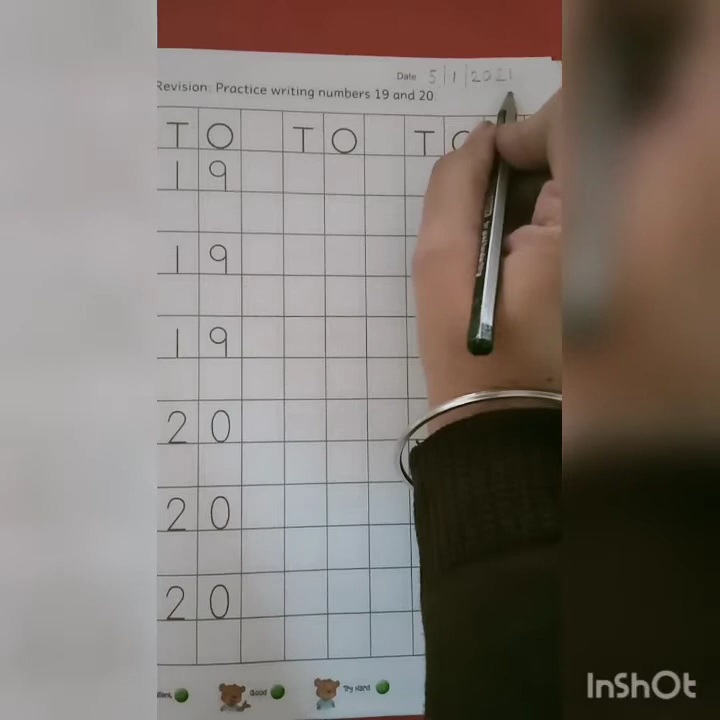 Date 5|1|2021
Revision: Practice writing numbers 19 and 20.
T O T O T
1 9
1 9
1 9
2 0
2 0
2 0
Good Try Hard
InShOt